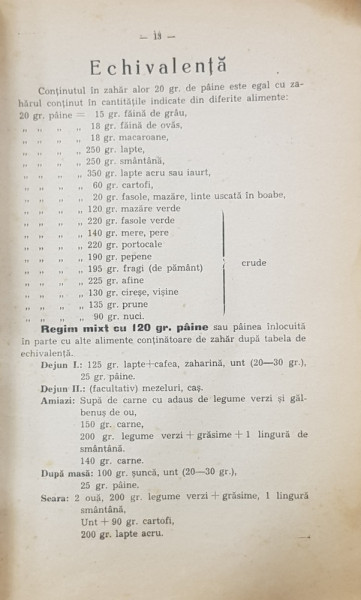 — 13 —
Echivalență
Conținutul în zahăr alor 20 gr. de pâine este egal cu za-
hărul conținut în cantitățile indicate din diferite alimente:
20 gr. pâine = 15 gr. făină de grâu,
„ „ „ „ 18 gr. făină de ovăs,
„ „ „ „ 18 gr. macaroane,
„ „ „ „ 250 gr. lapte,
„ „ „ „ 250 gr. smântână,
„ „ „ „ 350 gr. lapte acru sau iaurt,
„ „ „ „ 60 gr. cartofi,
„ „ „ „ 20 gr. fasole, mazăre, linte uscată în boabe,
„ „ „ „ 120 gr. mazăre verde
„ „ „ „ 220 gr. fasole verde
„ „ „ „ 140 gr. mere, pere
„ „ „ „ 220 gr. portocale
„ „ „ „ 190 gr. pepene
„ „ „ „ 195 gr. fragi (de pământ)
crude
„ „ „ „ 225 gr. afine
„ „ „ „ 130 gr. cireșe, vișine
„ „ „ „ 135 gr. prune
„ „ „ „ 90 gr. nuci.
Regim mixt cu 120 gr. pâine sau pâinea înlocuită
în parte cu alte alimente conținătoare de zahăr după tabela de
echivalență.
Dejun I.: 125 gr. lapte+cafea, zaharină, unt (20—30 gr.),
25 gr. pâine.
Dejun II.: (facultativ) mezeluri, caș.
Amiazi: Supă de carne cu adaus de legume verzi și găl-
benuș de ou,
150 gr. carne,
200 gr. legume verzi + grăsime + 1 lingură de
smântână.
140 gr. carne.
După masă: 100 gr. șuncă, unt (20—30 gr.),
25 gr. pâine.
Seara: 2 ouă, 200 gr. legume verzi + grăsime, 1 lingură
smântână,
Unt + 90 gr. cartofi,
200 gr. lapte acru.